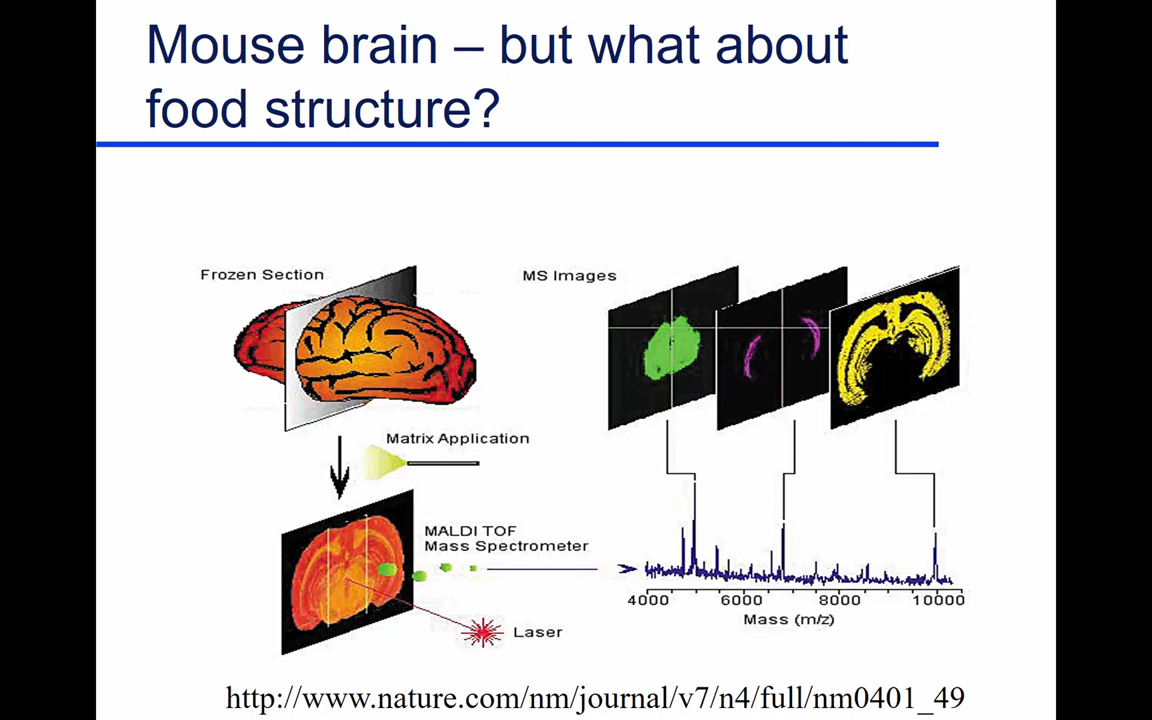 Mouse brain – but what about
food structure?
Frozen Section
MS Images
Matrix Application
MALDI TOF
Mass Spectrometer
Laser
4000 6000 8000 10000
Mass (m/z)
http://www.nature.com/nm/journal/v7/n4/full/nm0401_49